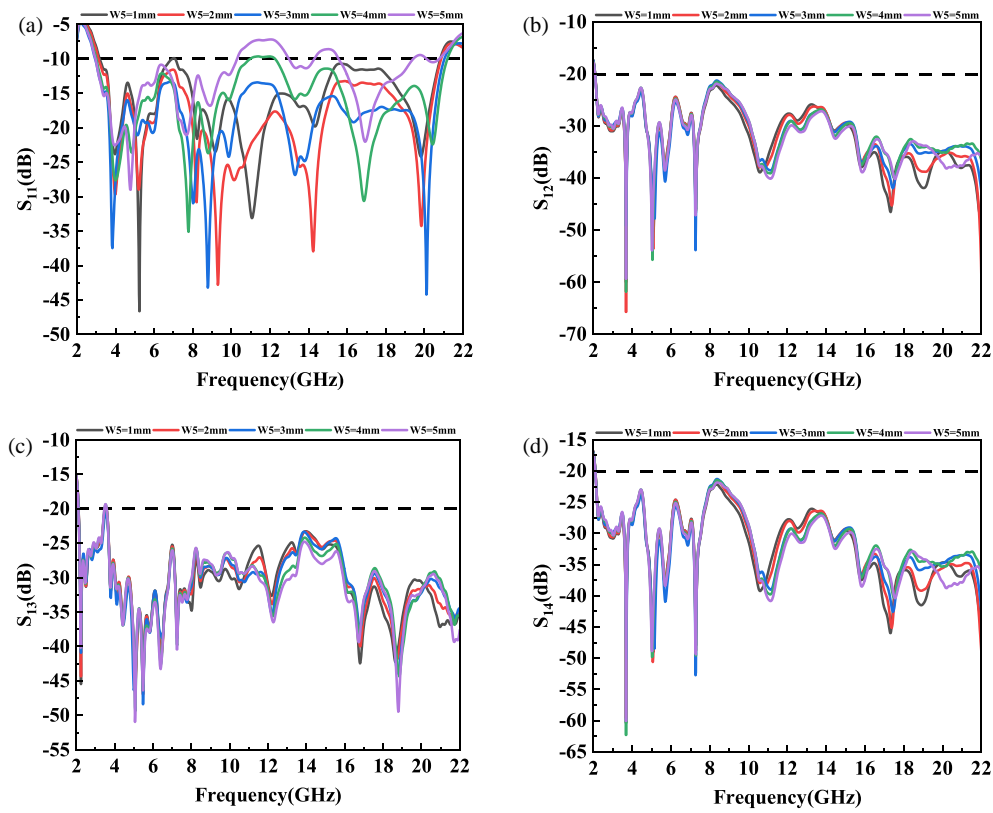 (a)
W5=1mm W5=2mm W5=3mm W5=4mm W5=5mm
-5
-10
-15
-20
-25
-30
-35
-40
-45
-50
S11(dB)
2 4 6 8 10 12 14 16 18 20 22
Frequency(GHz)
(b)
W5=1mm W5=2mm W5=3mm W5=4mm W5=5mm
-10
-20
-30
-40
-50
-60
-70
S12(dB)
2 4 6 8 10 12 14 16 18 20 22
Frequency(GHz)
(c)
W5=1mm W5=2mm W5=3mm W5=4mm W5=5mm
-10
-15
-20
-25
-30
-35
-40
-45
-50
-55
S13(dB)
2 4 6 8 10 12 14 16 18 20 22
Frequency(GHz)
(d)
W5=1mm W5=2mm W5=3mm W5=4mm W5=5mm
-15
-20
-25
-30
-35
-40
-45
-50
-55
-60
-65
S14(dB)
2 4 6 8 10 12 14 16 18 20 22
Frequency(GHz)